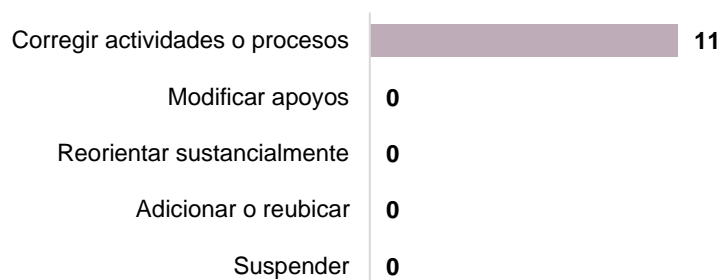 Corregir actividades o procesos 11
Modificar apoyos 0
Reorientar sustancialmente 0
Adicionar o reubicar 0
Suspender 0